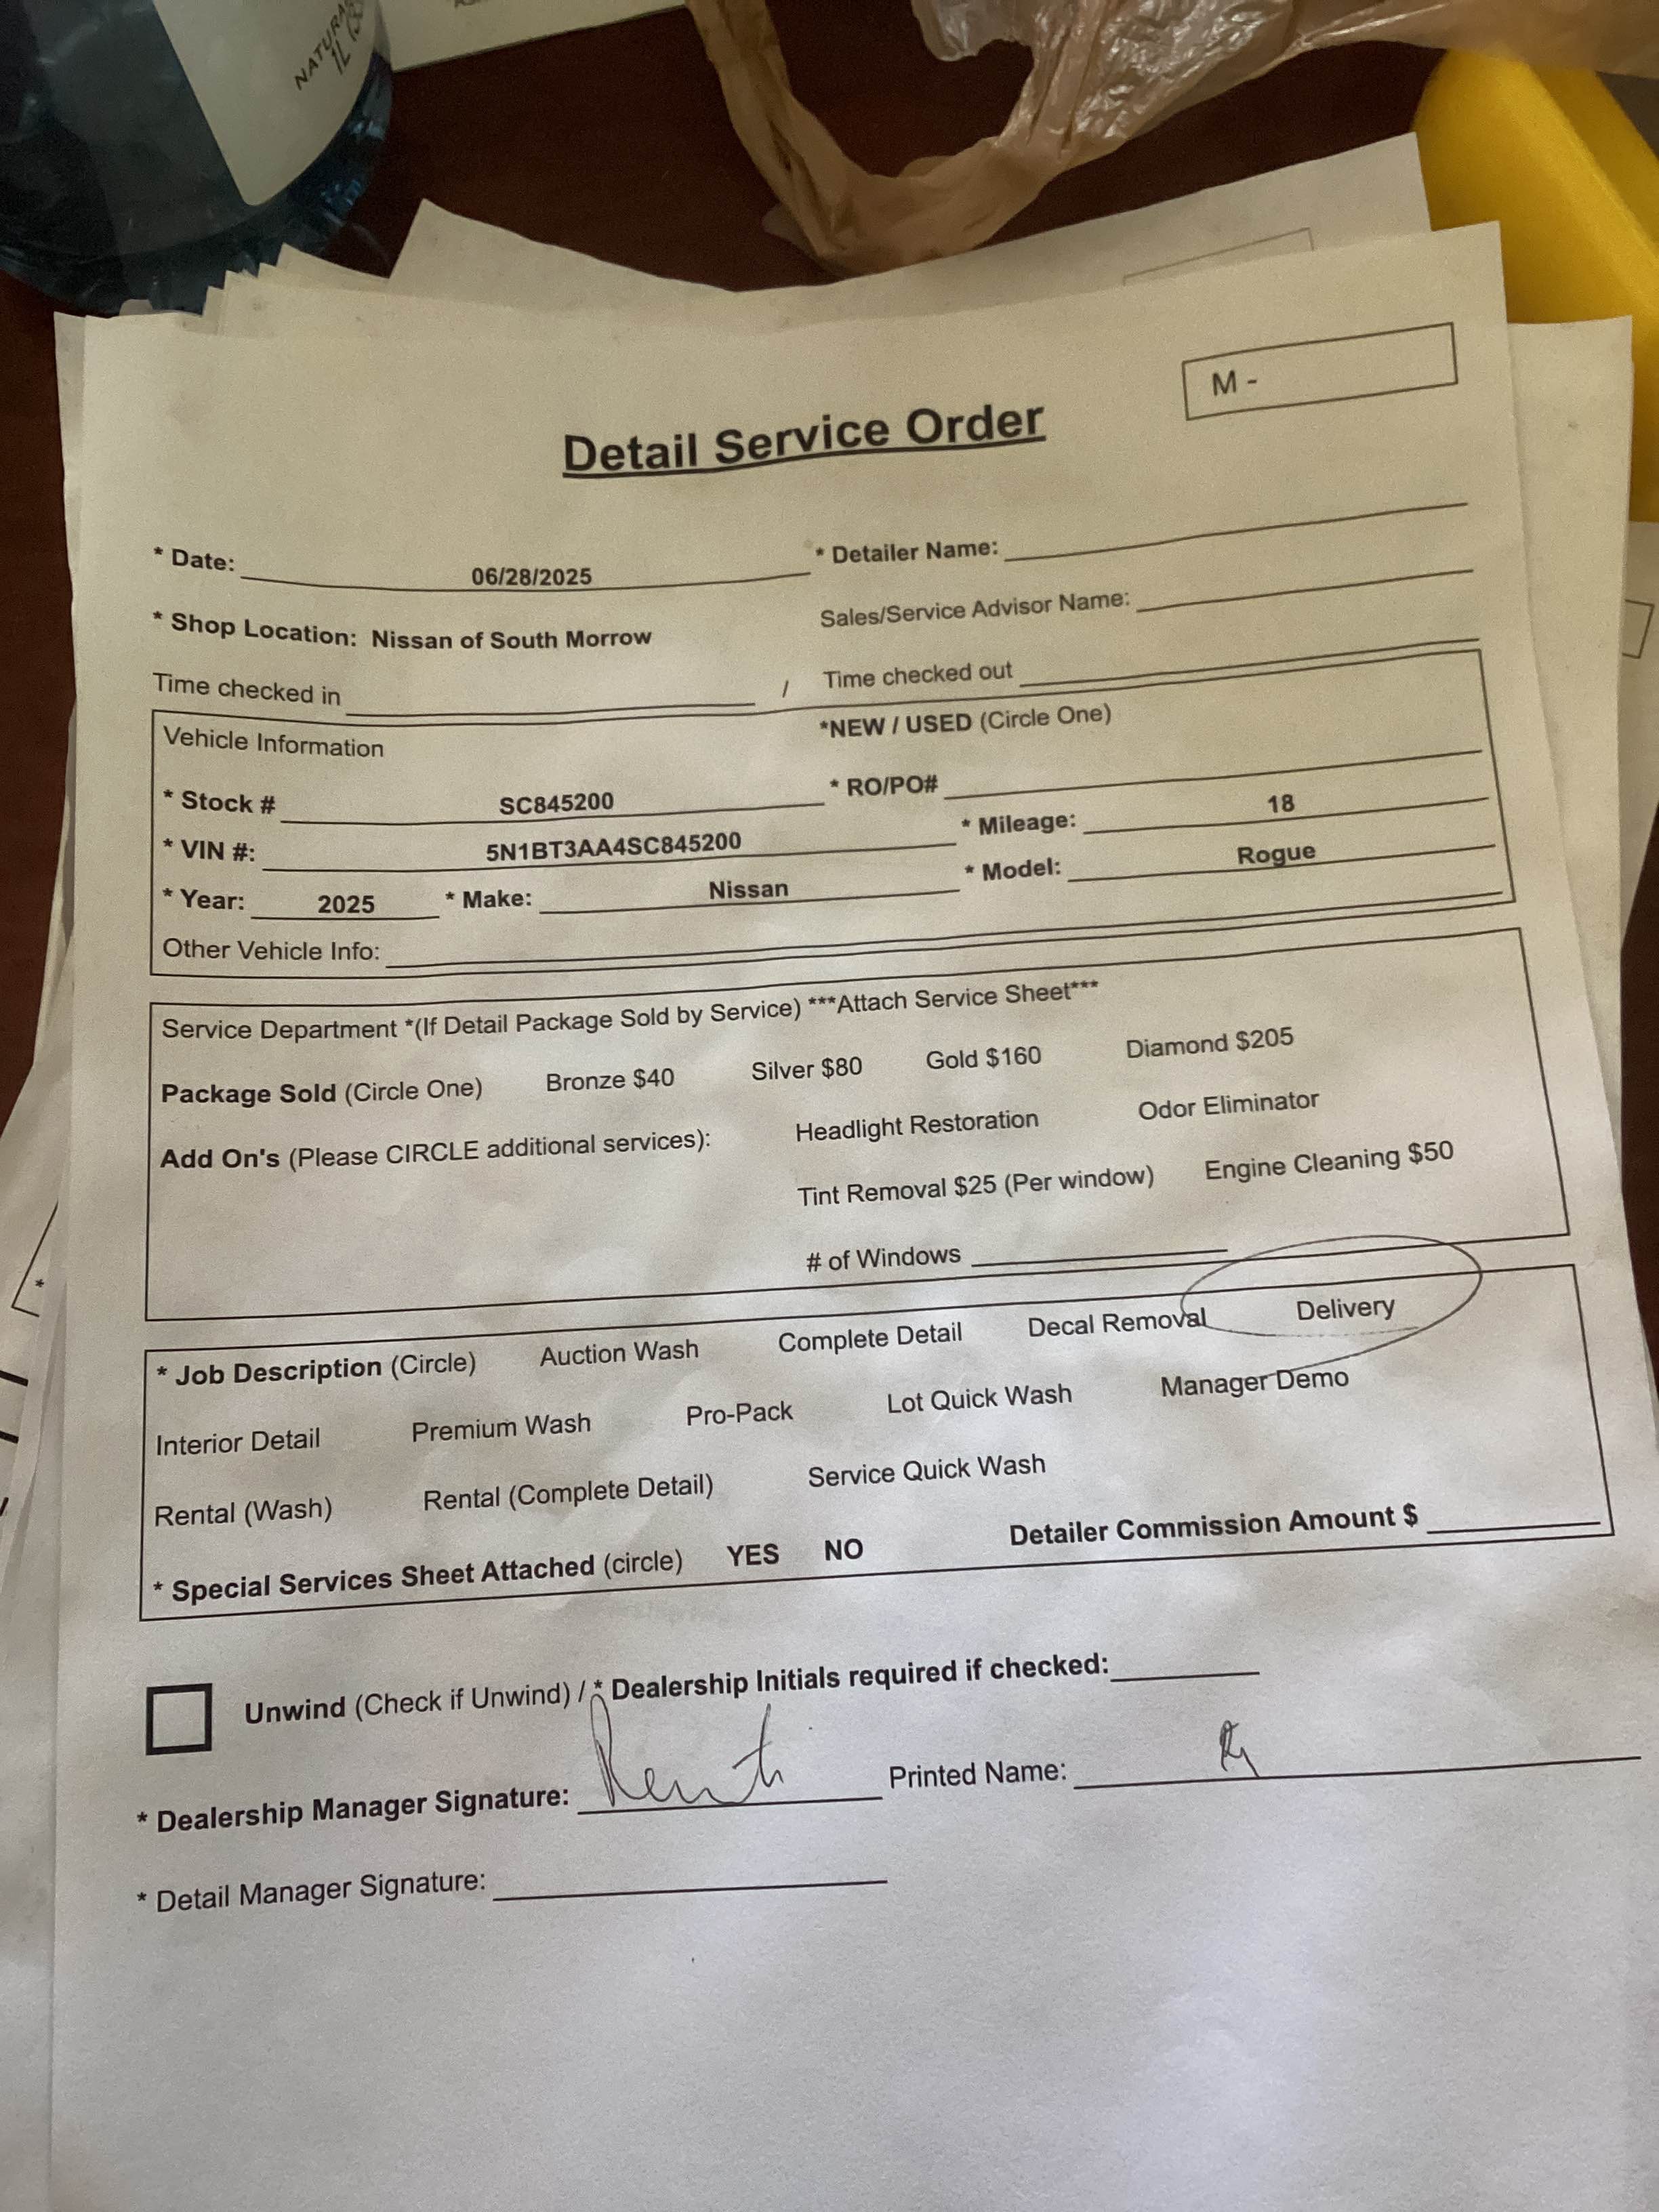 NATURA
1L
M -
Detail Service Order
* Date: 06/28/2025 * Detailer Name:
* Shop Location: Nissan of South Morrow Sales/Service Advisor Name:
Time checked in / Time checked out
Vehicle Information *NEW / USED (Circle One)
* Stock # SC845200 * RO/PO#
* VIN #: 5N1BT3AA4SC845200 * Mileage: 18
* Year: 2025 * Make: Nissan * Model: Rogue
Other Vehicle Info:
Service Department *(If Detail Package Sold by Service) ***Attach Service Sheet***
Package Sold (Circle One) Bronze $40 Silver $80 Gold $160 Diamond $205
Add On's (Please CIRCLE additional services): Headlight Restoration Odor Eliminator
Tint Removal $25 (Per window) Engine Cleaning $50
# of Windows
* Job Description (Circle) Auction Wash Complete Detail Decal Removal Delivery
Interior Detail Premium Wash Pro-Pack Lot Quick Wash Manager Demo
Rental (Wash) Rental (Complete Detail) Service Quick Wash
* Special Services Sheet Attached (circle) YES NO Detailer Commission Amount $
Unwind (Check if Unwind) / * Dealership Initials required if checked:
* Dealership Manager Signature: Printed Name:
* Detail Manager Signature: